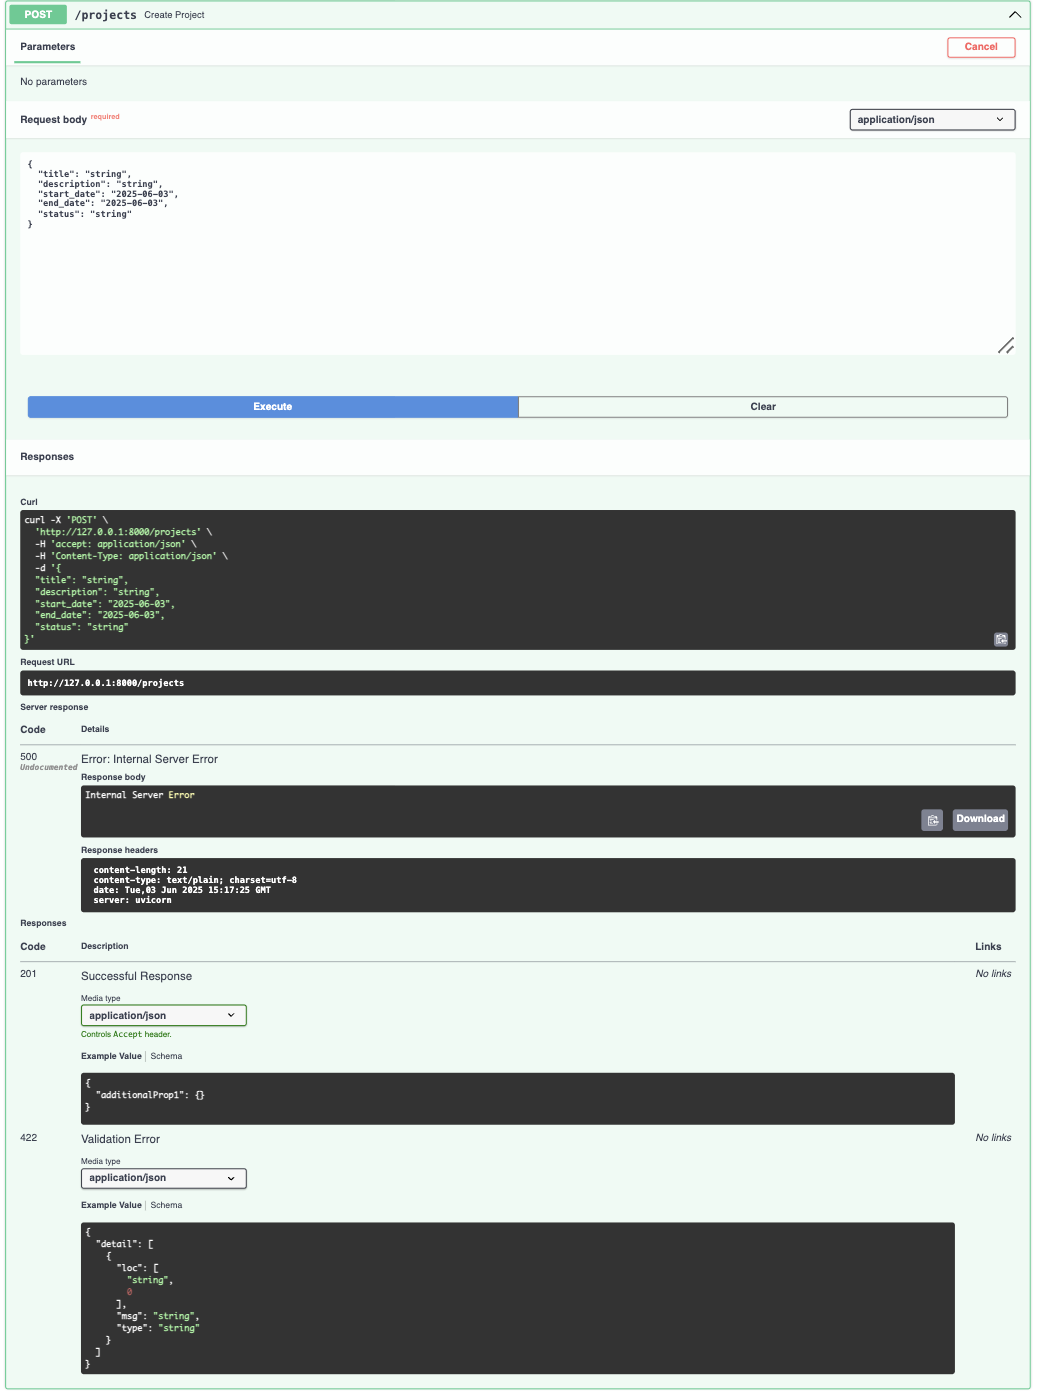 POST /projects Create Project
Parameters
Cancel
No parameters
Request body required
application/json
{
  "title": "string",
  "description": "string",
  "start_date": "2025-06-03",
  "end_date": "2025-06-03",
  "status": "string"
}
Execute
Clear
Responses
Curl
curl -X 'POST' \
  'http://127.0.0.1:8000/projects' \
  -H 'accept: application/json' \
  -H 'Content-Type: application/json' \
  -d '{
  "title": "string",
  "description": "string",
  "start_date": "2025-06-03",
  "end_date": "2025-06-03",
  "status": "string"
}'
Request URL
http://127.0.0.1:8000/projects
Server response
Code Details
500 Error: Internal Server Error
Undocumented
Response body
Internal Server Error
Download
Response headers
content-length: 21
content-type: text/plain; charset=utf-8
date: Tue,03 Jun 2025 15:17:25 GMT
server: uvicorn
Responses
Code Description Links
201 Successful Response No links
Media type
application/json
Controls Accept header.
Example Value | Schema
{
  "additionalProp1": {}
}
422 Validation Error No links
Media type
application/json
Example Value | Schema
{
  "detail": [
    {
      "loc": [
        "string",
        0
      ],
      "msg": "string",
      "type": "string"
    }
  ]
}